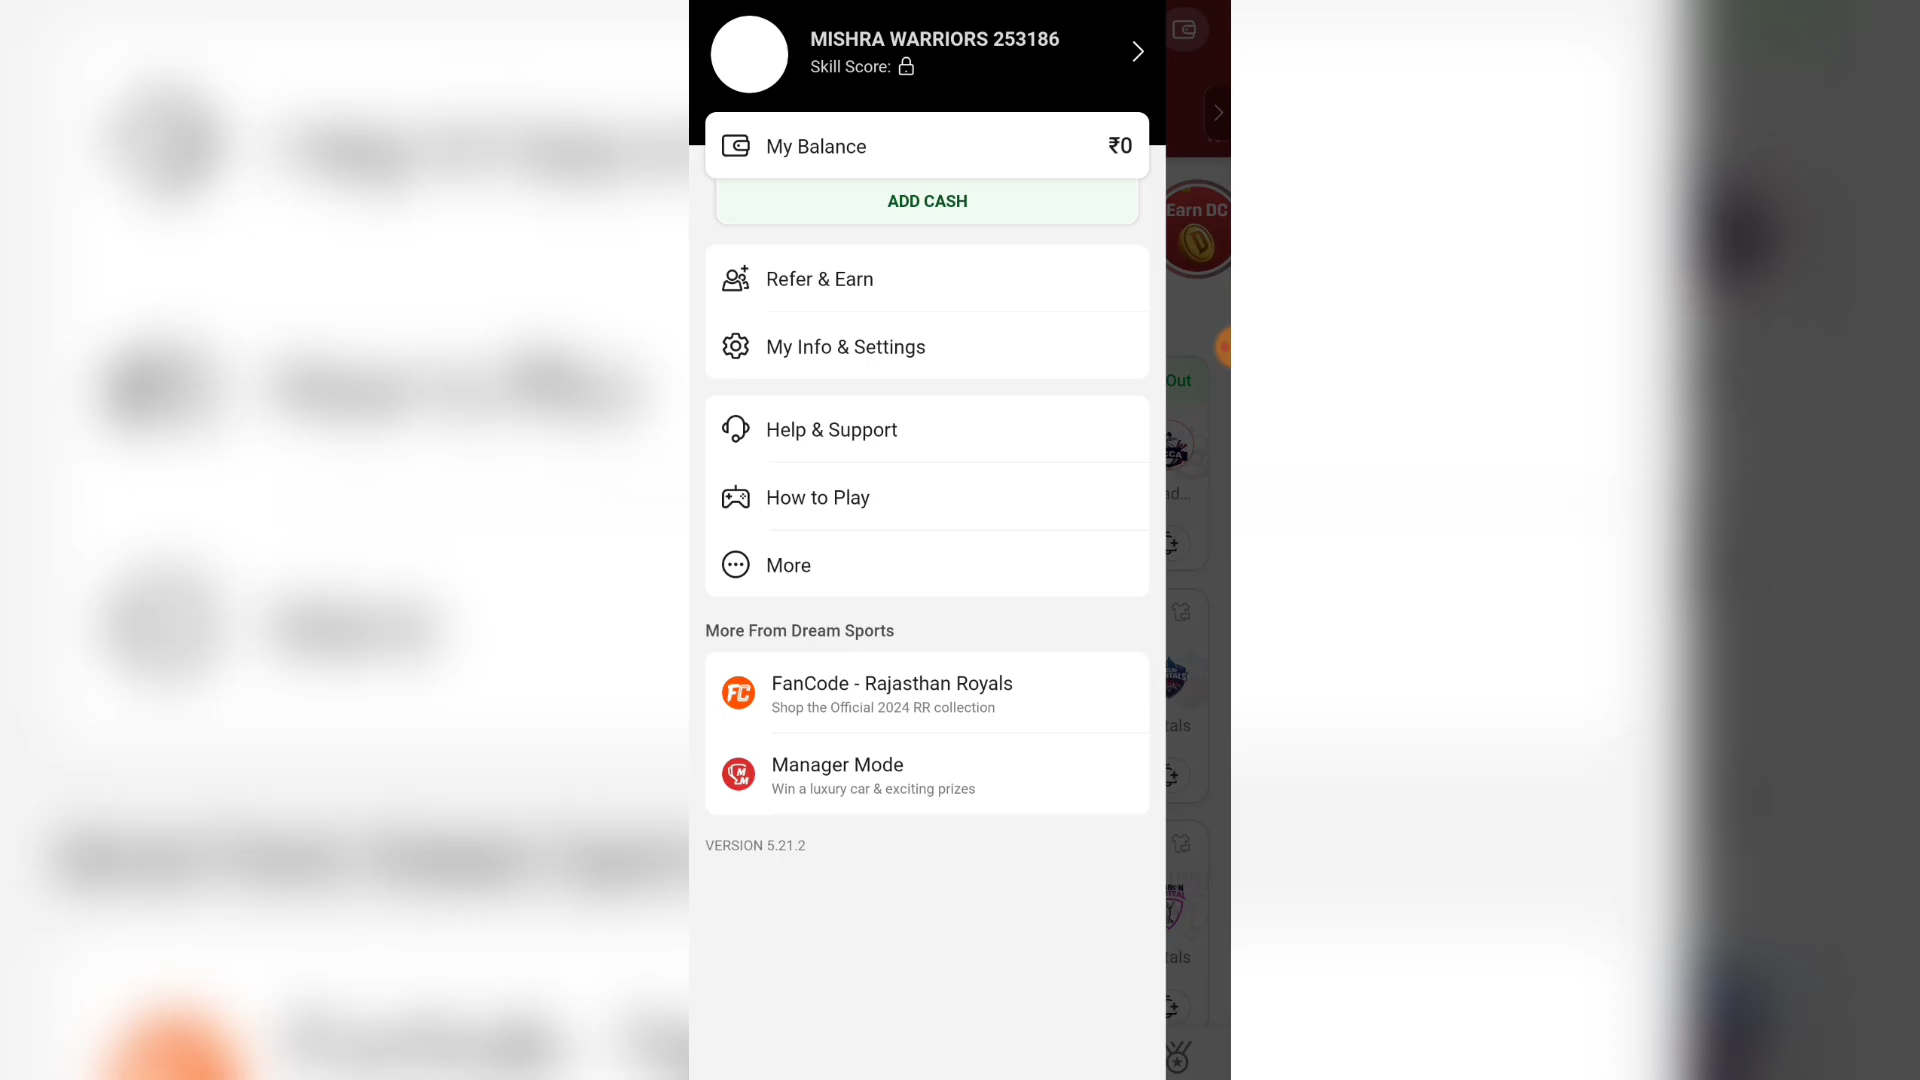 MISHRA WARRIORS 253186
Skill Score:
My Balance
₹0
ADD CASH
Earn DC
Refer & Earn
My Info & Settings
Out
Help & Support
How to Play
More
More From Dream Sports
FC
FanCode - Rajasthan Royals
Shop the Official 2024 RR collection
Manager Mode
Win a luxury car & exciting prizes
VERSION 5.21.2